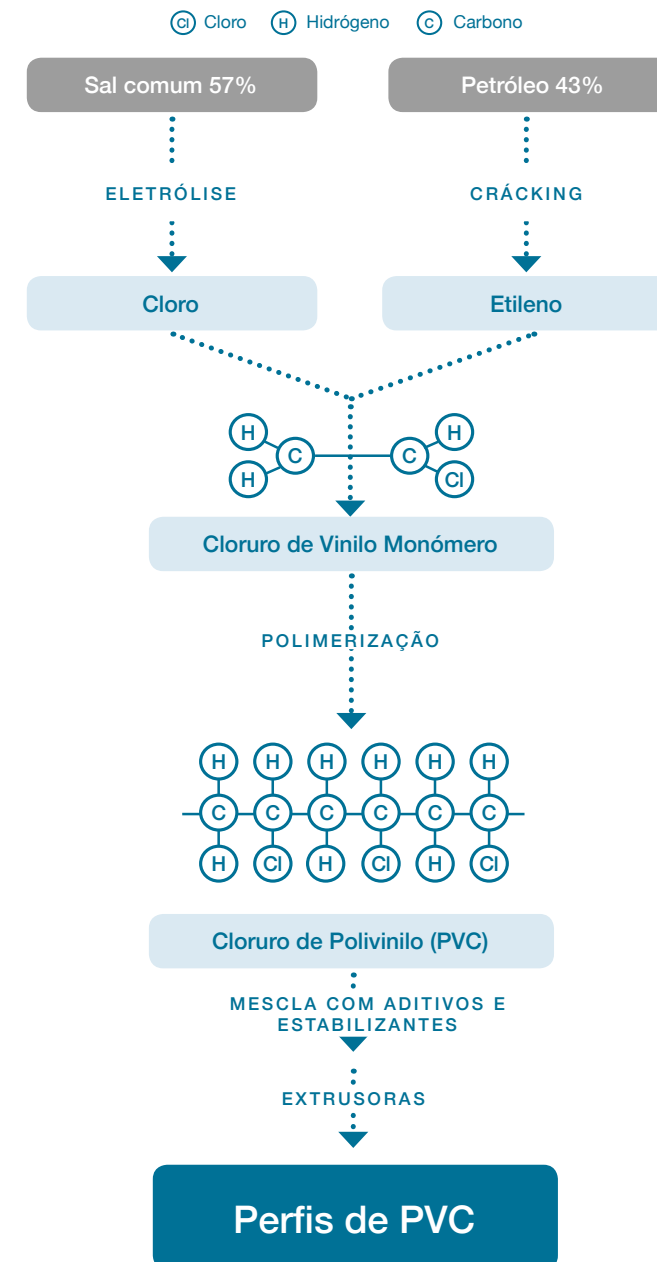 Cl Cloro H Hidrógeno C Carbono
Sal comum 57% Petróleo 43%
ELETRÓLISE CRÁCKING
Cloro Etileno
H H
C C
H Cl
Cloruro de Vinilo Monómero
POLIMERIZAÇÃO
H H H H H H
C C C C C C
H Cl H Cl H Cl
Cloruro de Polivinilo (PVC)
MESCLA COM ADITIVOS E
ESTABILIZANTES
EXTRUSORAS
Perfis de PVC